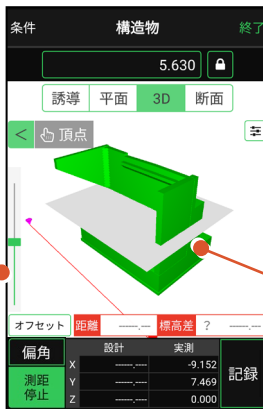 条件 構造物 終了
5.630
誘導 平面 3D 断面
< 頂点
オフセット 距離 -----.--- 標高差 ? -----.---
偏角 設計 実測
X -----.---- -9.152
測距 Y -----.---- 7.469 記録
停止 Z -----.---- 0.000